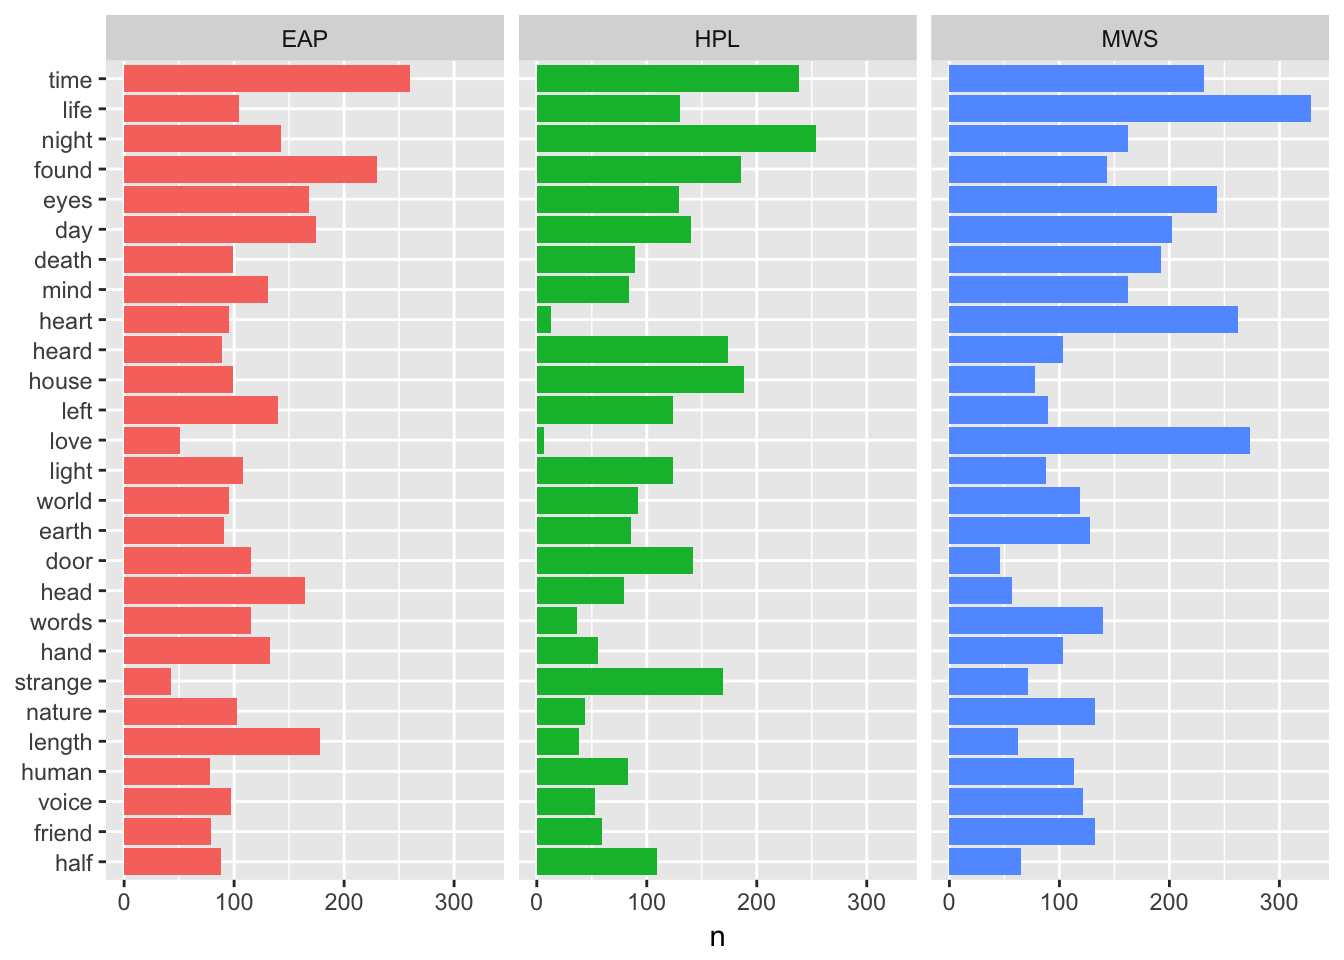 EAP HPL MWS
time
life
night
found
eyes
day
death
mind
heart
heard
house
left
love
light
world
earth
door
head
words
hand
strange
nature
length
human
voice
friend
half
0 100 200 300 0 100 200 300 0 100 200 300
n